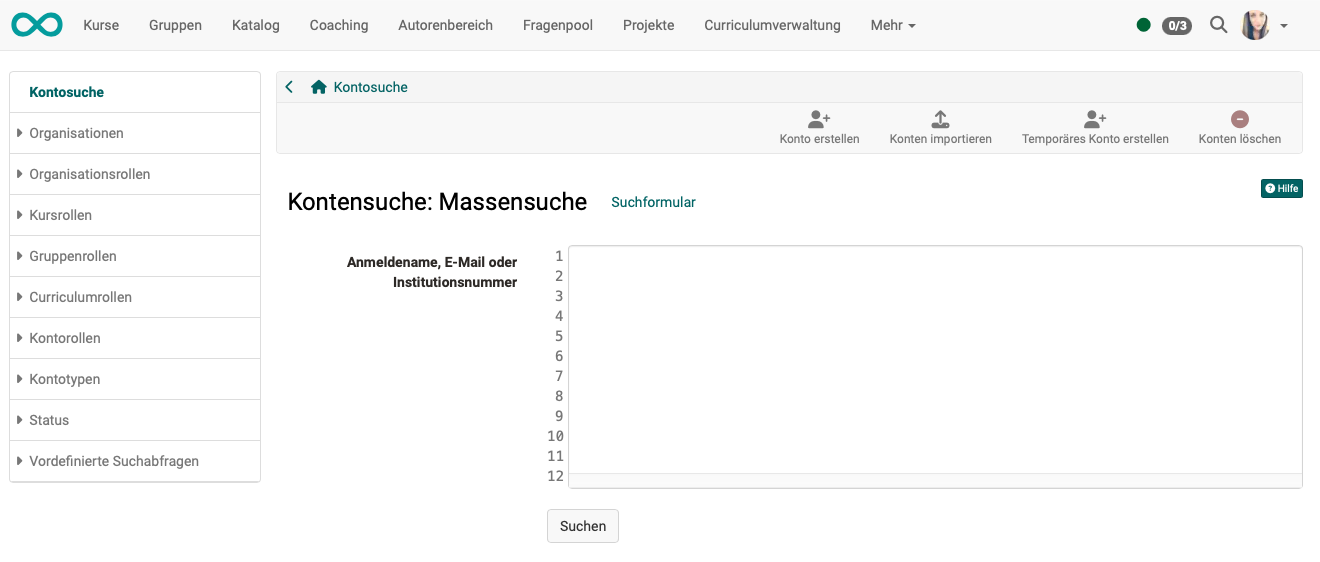 Kurse Gruppen Katalog Coaching Autorenbereich Fragenpool Projekte Curriculumverwaltung Mehr 0/3
Kontosuche
Organisationen
Organisationsrollen
Kursrollen
Gruppenrollen
Curriculumrollen
Kontorollen
Kontotypen
Status
Vordefinierte Suchabfragen
Kontosuche
Konto erstellen Konten importieren Temporäres Konto erstellen Konten löschen
Hilfe
Kontensuche: Massensuche Suchformular
Anmeldename, E-Mail oder
Institutionsnummer
1
2
3
4
5
6
7
8
9
10
11
12
Suchen